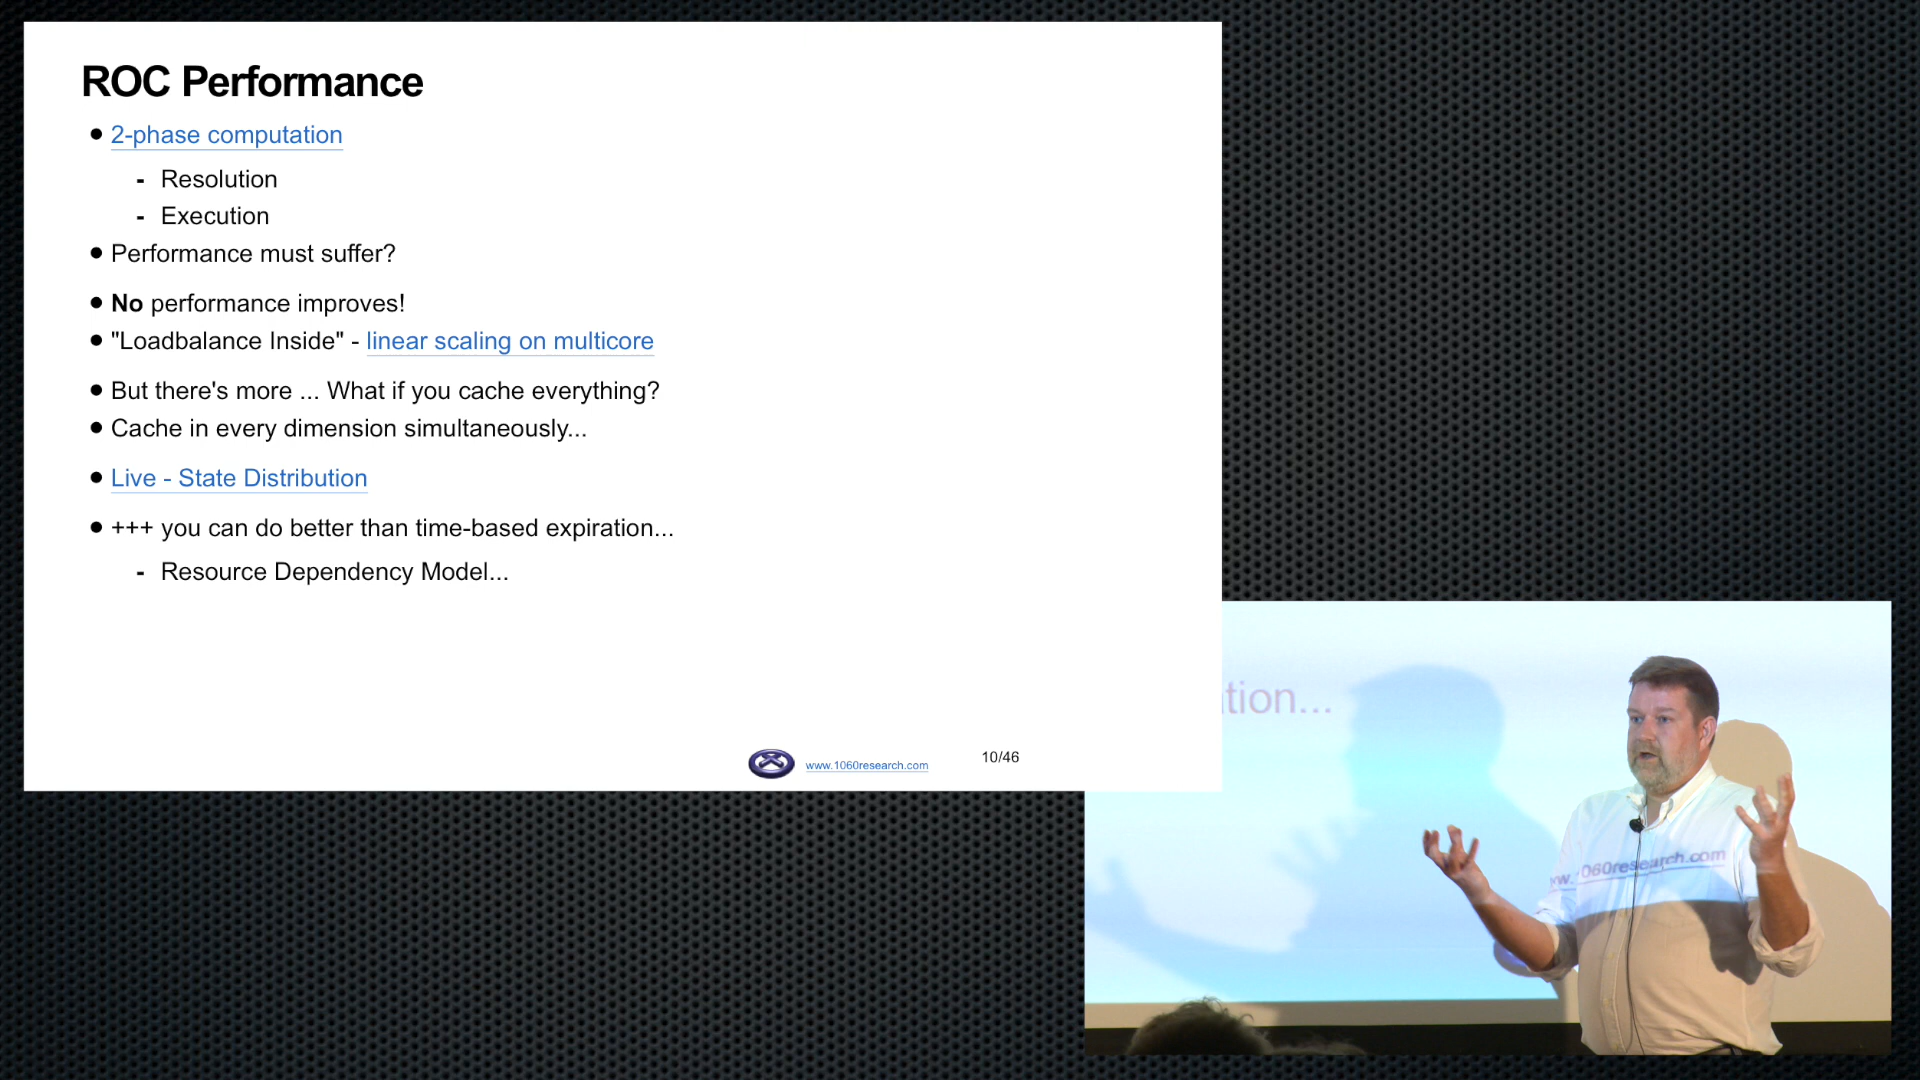 ROC Performance
2-phase computation
- Resolution
- Execution
Performance must suffer?
No performance improves!
"Loadbalance Inside" - linear scaling on multicore
But there's more ... What if you cache everything?
Cache in every dimension simultaneously...
Live - State Distribution
+++ you can do better than time-based expiration...
- Resource Dependency Model...
www.1060research.com
10/46
tion...
w. 1060research.com